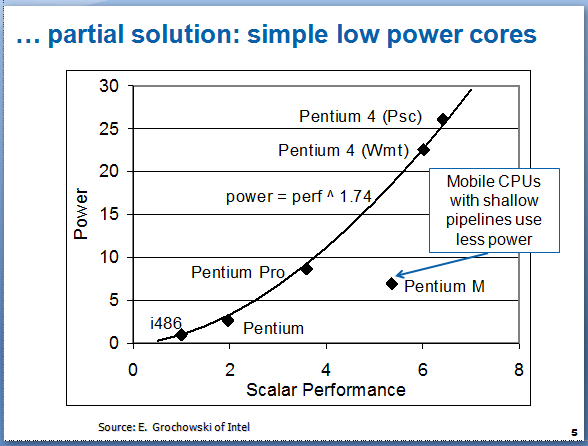 ... partial solution: simple low power cores
30
25
20
15
10
5
0
Power
Pentium 4 (Psc)
Pentium 4 (Wmt)
power = perf ^ 1.74
Mobile CPUs
with shallow
pipelines use
less power
Pentium Pro
Pentium M
i486
Pentium
0 2 4 6 8
Scalar Performance
Source: E. Grochowski of Intel
5